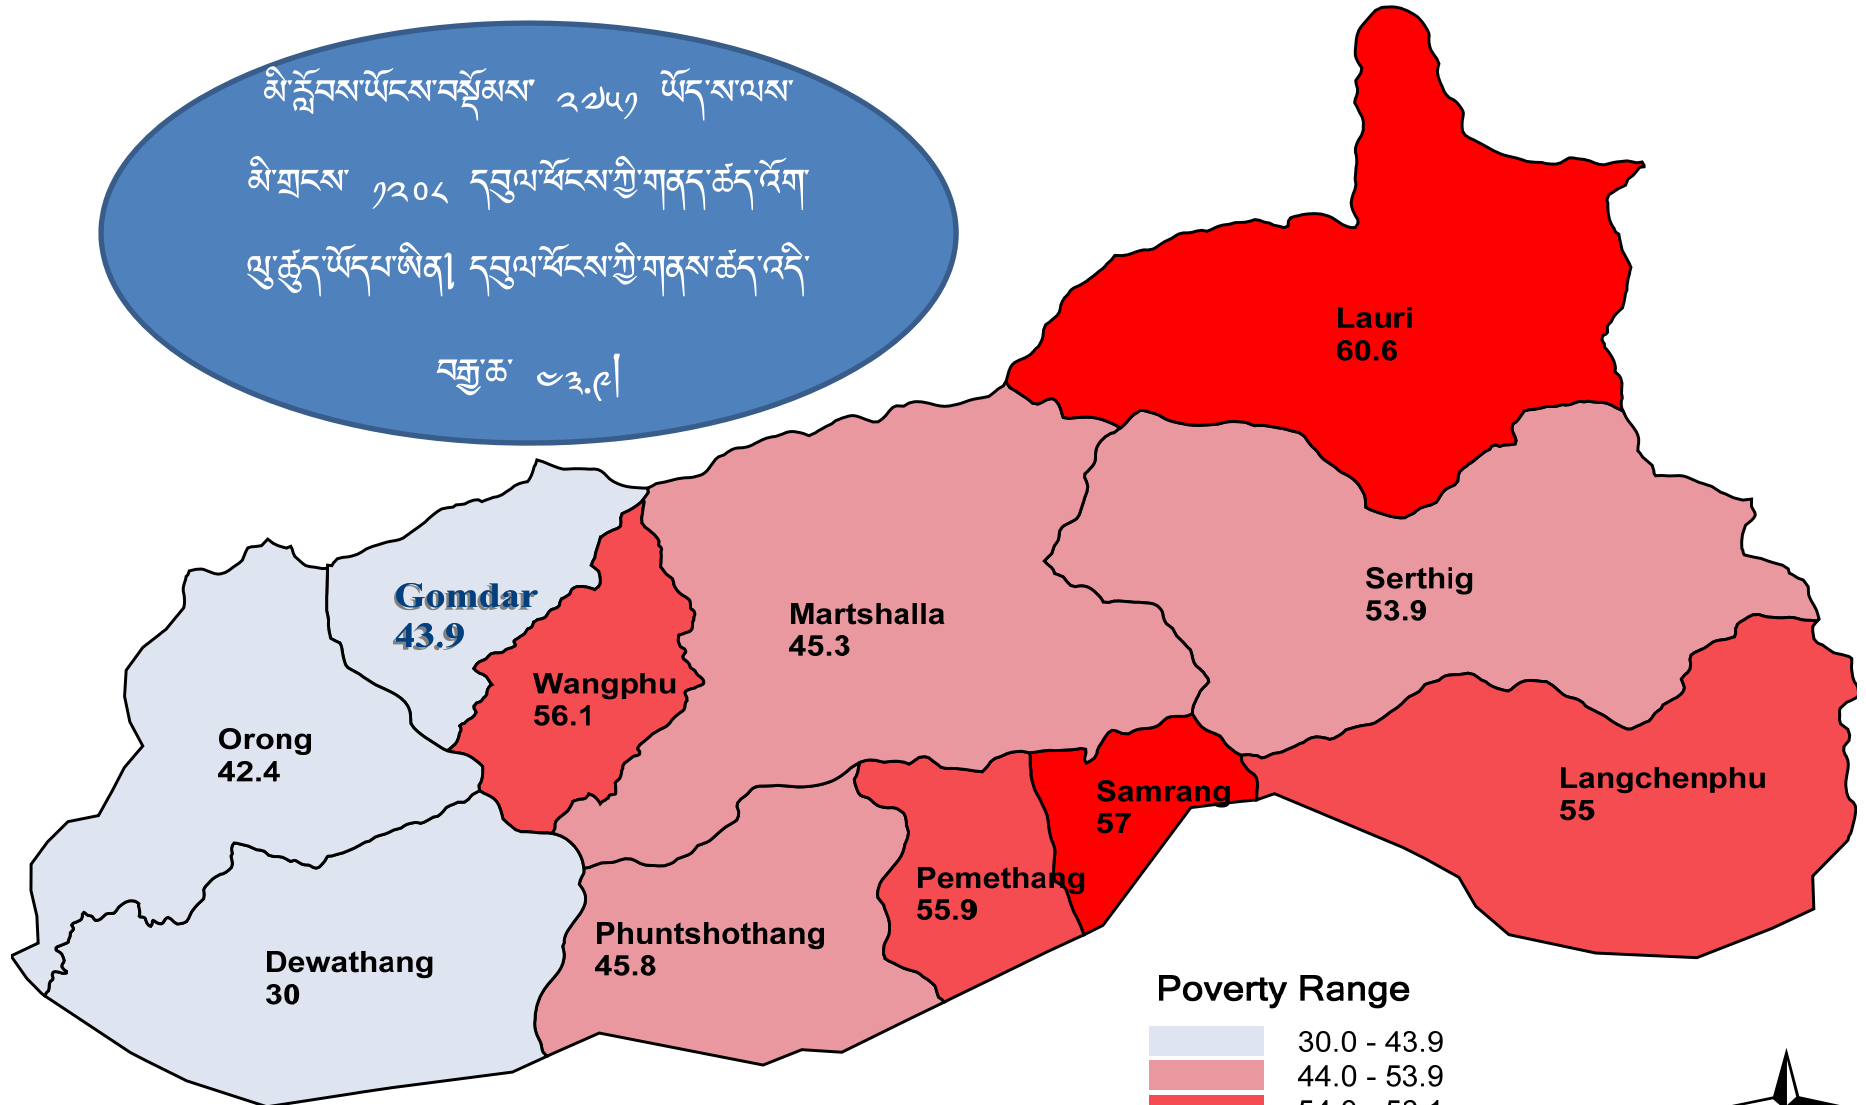 མི་རློབས་ཡོངས་བསྡོམས་ ༢༧༥༡ ཡོད་ས་ལས་
མི་གྲངས་ ༡༢༠༨ དབུལ་ཕོངས་ཀྱི་གནད་ཚད་འོག་
ལུ་ཚུད་ཡོདཔ་ཨིན། དབུལ་ཕོངས་ཀྱི་གནས་ཚད་འདི་
བརྒྱ་ཆ་ ༤༣.༩།
Lauri
60.6
Serthig
53.9
Gomdar
43.9
Martshalla
45.3
Wangphu
56.1
Orong
42.4
Langchenphu
55
Samrang
57
Pemethang
55.9
Phuntshothang
45.8
Dewathang
30
Poverty Range
30.0 - 43.9
44.0 - 53.9